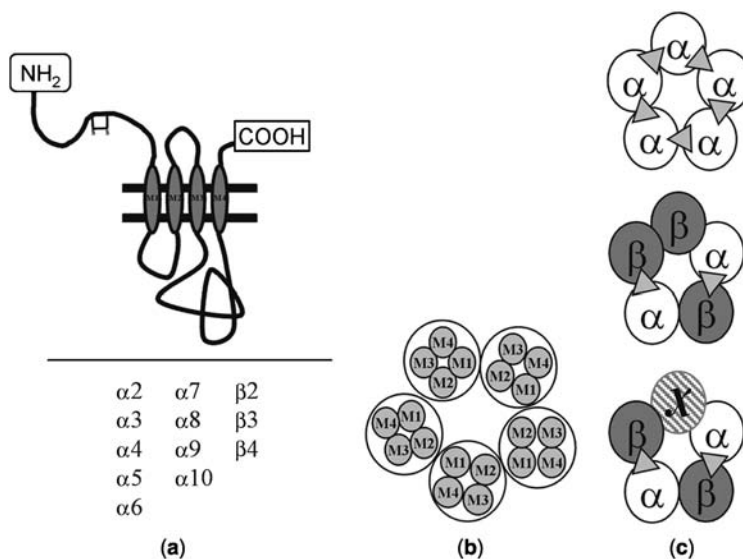 NH2
COOH
M1 M2 M3 M4
α2 α7 β2
α3 α8 β3
α4 α9 β4
α5 α10
α6
(a)
M4
M3 M1
M2
M3
M2 M4
M1
M1
M4 M2
M3
M2 M3
M1 M4
M1 M2
M4 M3
(b)
α
α α
α α
β
β α
α β
x
β α
α β
(c)